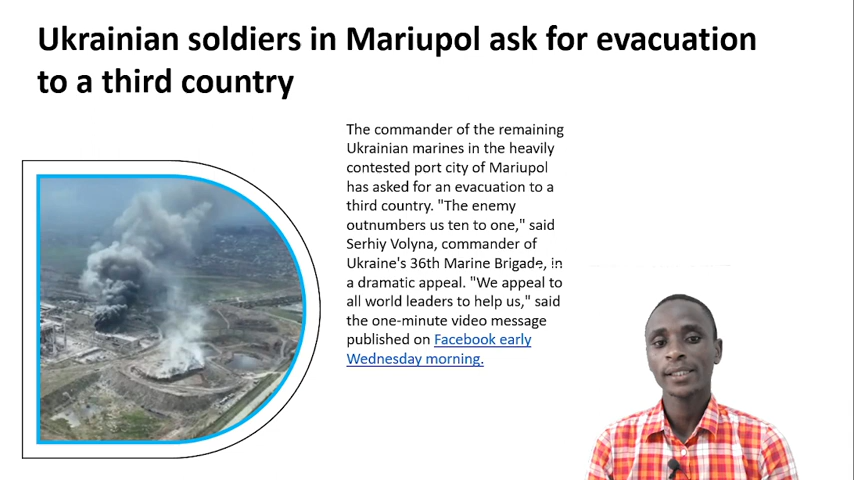 Ukrainian soldiers in Mariupol ask for evacuation
to a third country
The commander of the remaining
Ukrainian marines in the heavily
contested port city of Mariupol
has asked for an evacuation to a
third country. "The enemy
outnumbers us ten to one," said
Serhiy Volyna, commander of
Ukraine's 36th Marine Brigade, in
a dramatic appeal. "We appeal to
all world leaders to help us," said
the one-minute video message
published on Facebook early
Wednesday morning.